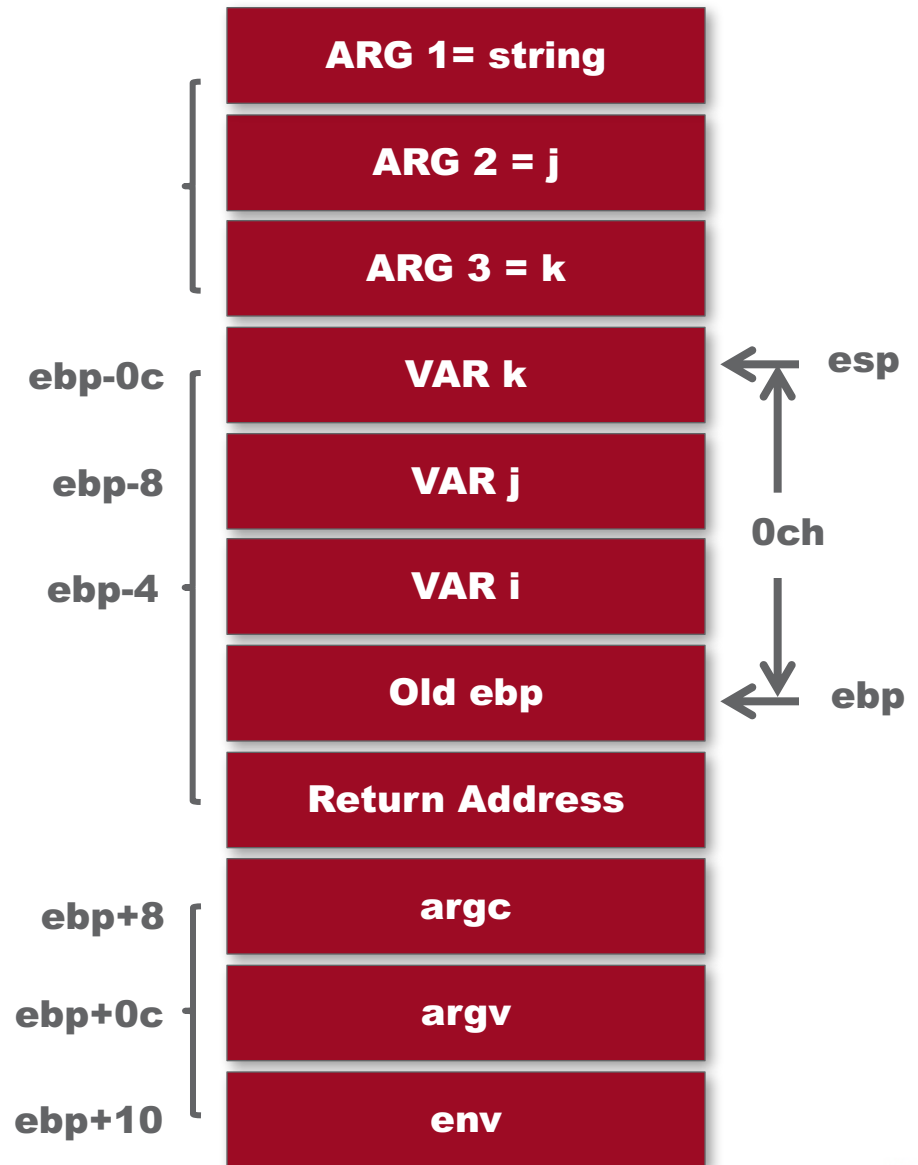 ARG 1= string
ARG 2 = j
ARG 3 = k
ebp-0c VAR k esp
ebp-8 VAR j
0ch
ebp-4 VAR i
Old ebp ebp
Return Address
ebp+8 argc
ebp+0c argv
ebp+10 env